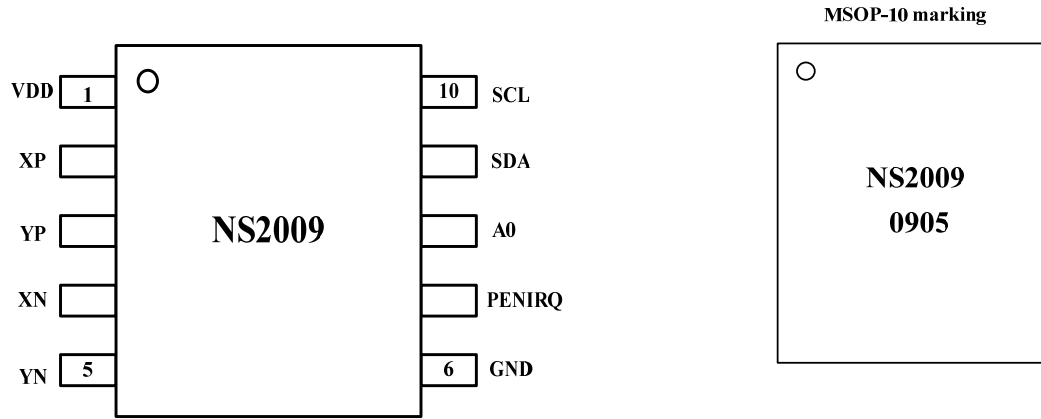 MSOP-10 marking
VDD 1 10 SCL
XP SDA
NS2009
YP A0
XN PENIRQ
YN 5 6 GND
NS2009
0905